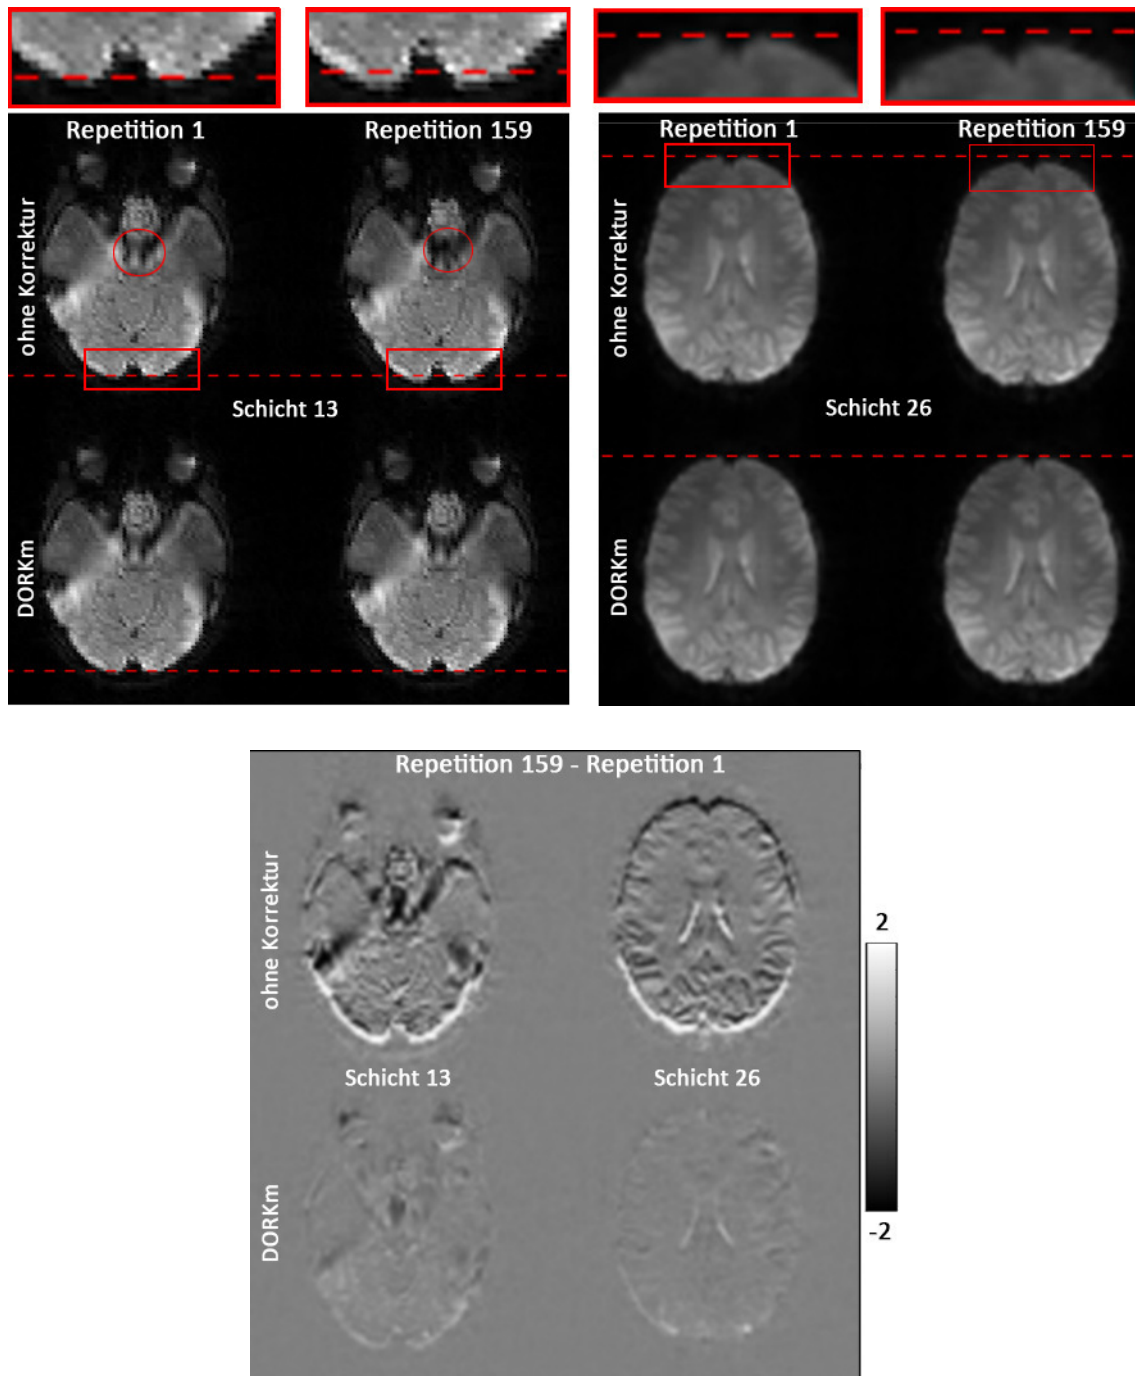 Repetition 1
Repetition 159
ohne Korrektur
Schicht 13
DORKm
Repetition 1
Repetition 159
ohne Korrektur
Schicht 26
DORKm
Repetition 159 - Repetition 1
ohne Korrektur
Schicht 13
Schicht 26
DORKm
2
-2